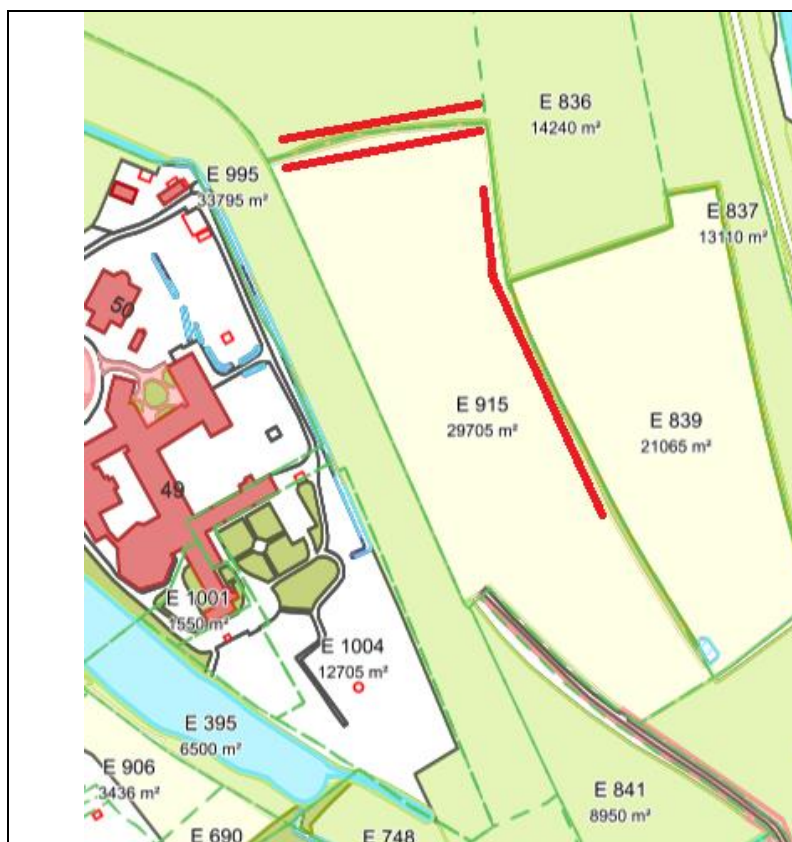 E 836
14240 m²
E 995
33795 m²
E 837
13110 m²
50
E 915
29705 m²
E 839
21065 m²
49
E 1001
1550 m²
E 1004
12705 m²
E 395
6500 m²
E 906
3436 m²
E 841
8950 m²
E 690
E 748